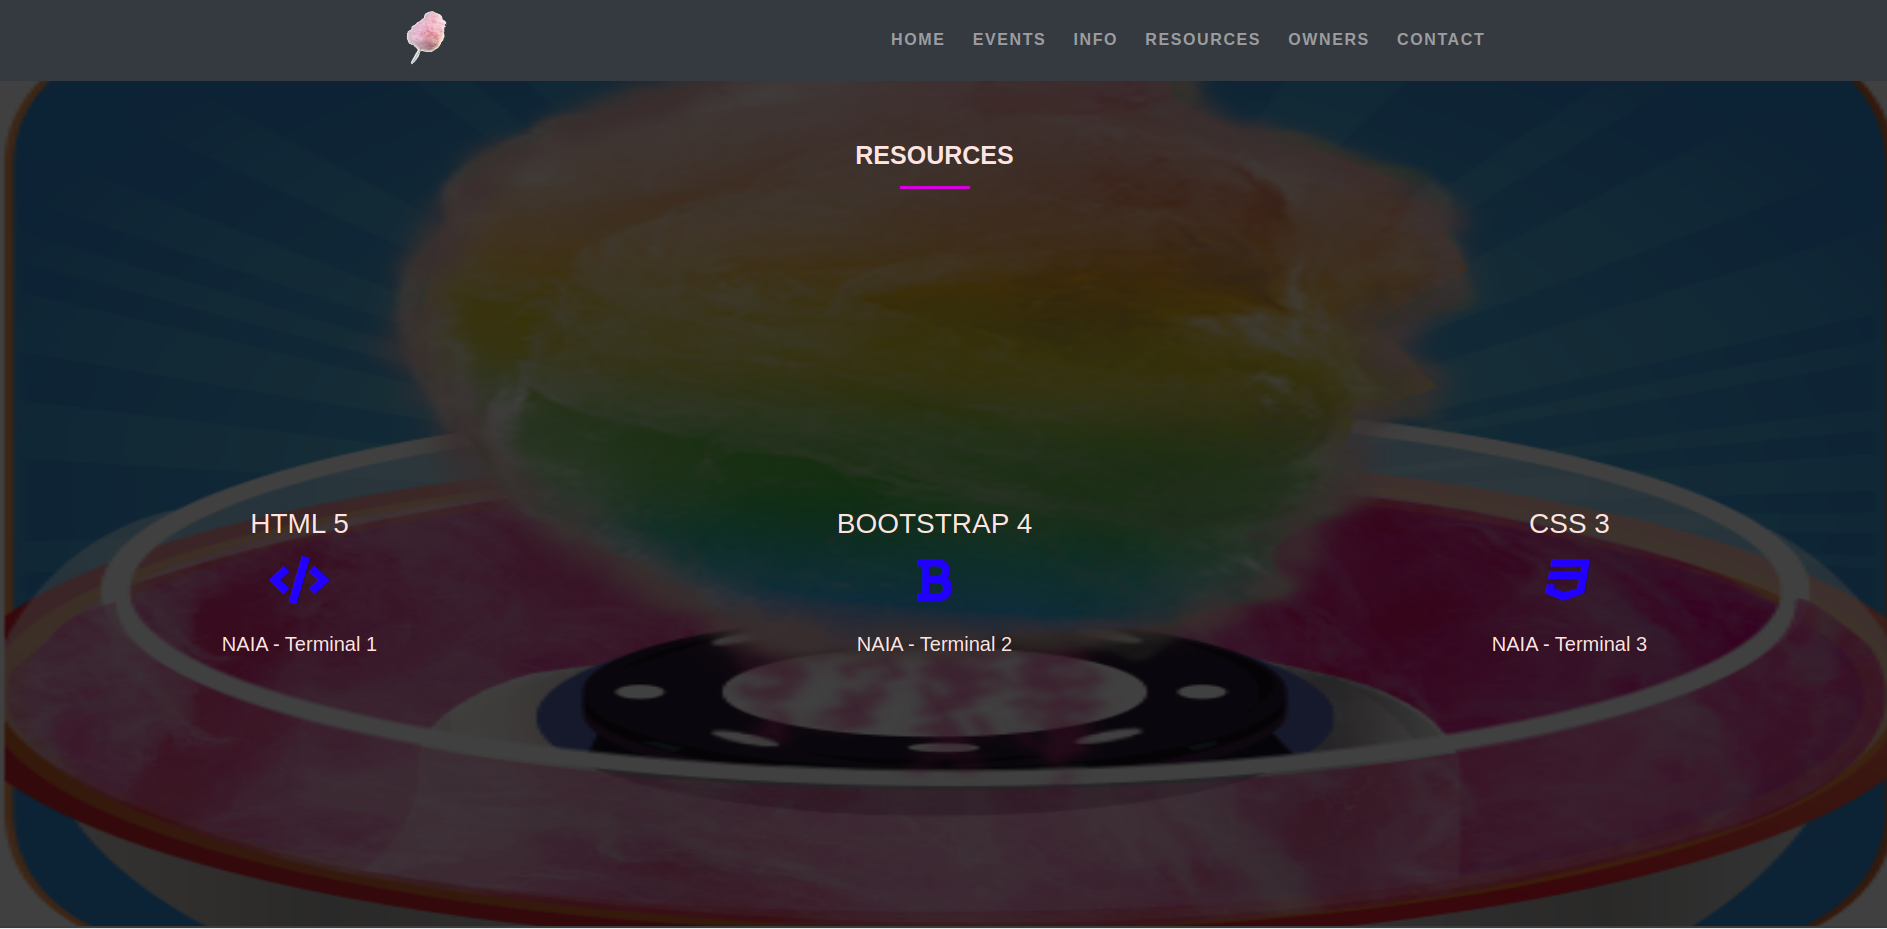 HOME EVENTS INFO RESOURCES OWNERS CONTACT
RESOURCES
HTML 5
BOOTSTRAP 4
CSS 3
NAIA - Terminal 1
NAIA - Terminal 2
NAIA - Terminal 3